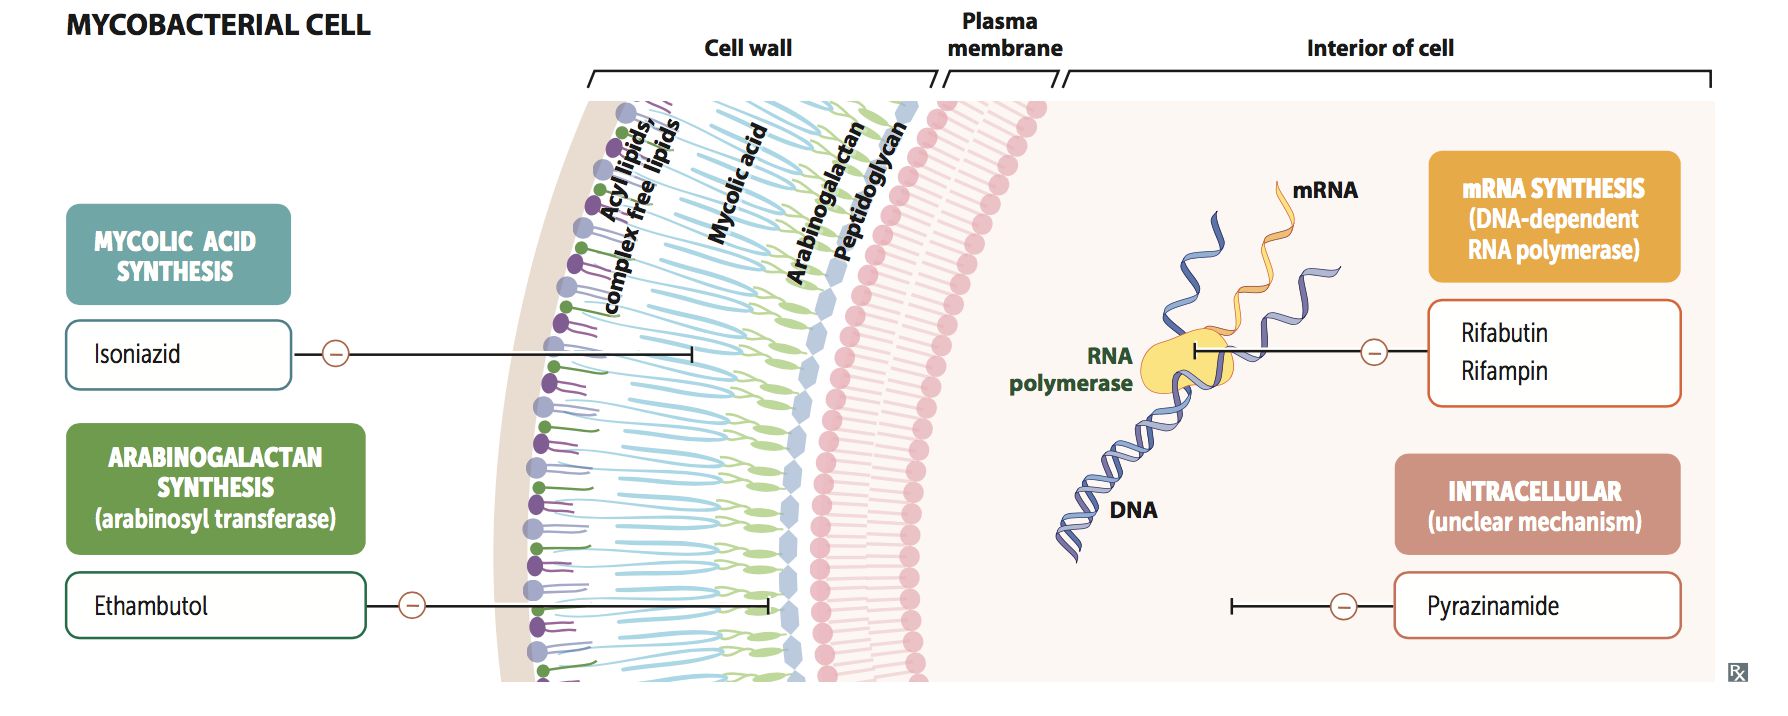 MYCOBACTERIAL CELL
Cell wall
Plasma
membrane
Interior of cell
Acyl lipids,
complex free lipids
Mycolic acid
Arabinogalactan
Peptidoglycan
MYCOLIC ACID
SYNTHESIS
Isoniazid
ARABINOGALACTAN
SYNTHESIS
(arabinosyl transferase)
Ethambutol
mRNA
RNA
polymerase
DNA
mRNA SYNTHESIS
(DNA-dependent
RNA polymerase)
Rifabutin
Rifampin
INTRACELLULAR
(unclear mechanism)
Pyrazinamide
Rx